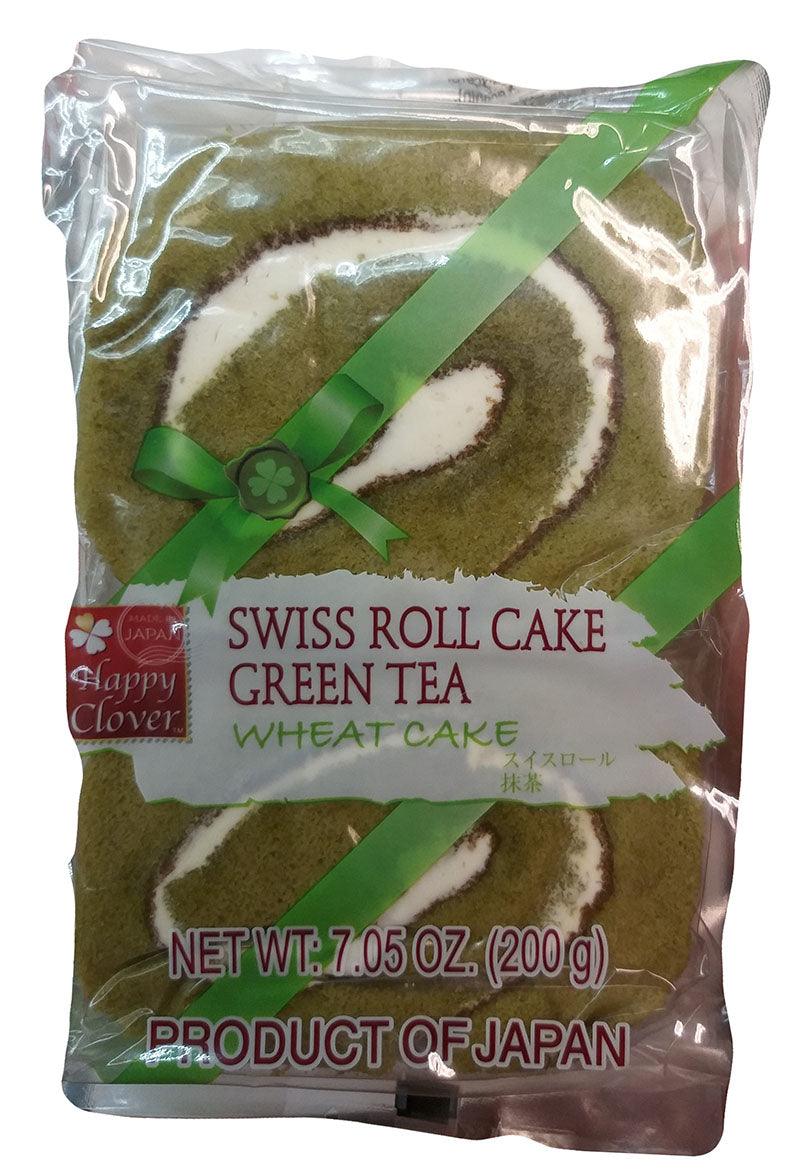 MADE IN
JAPAN
Happy
Clover™
SWISS ROLL CAKE
GREEN TEA
WHEAT CAKE
スイスロール
抹茶
NET WT: 7.05 OZ. (200 g)
PRODUCT OF JAPAN